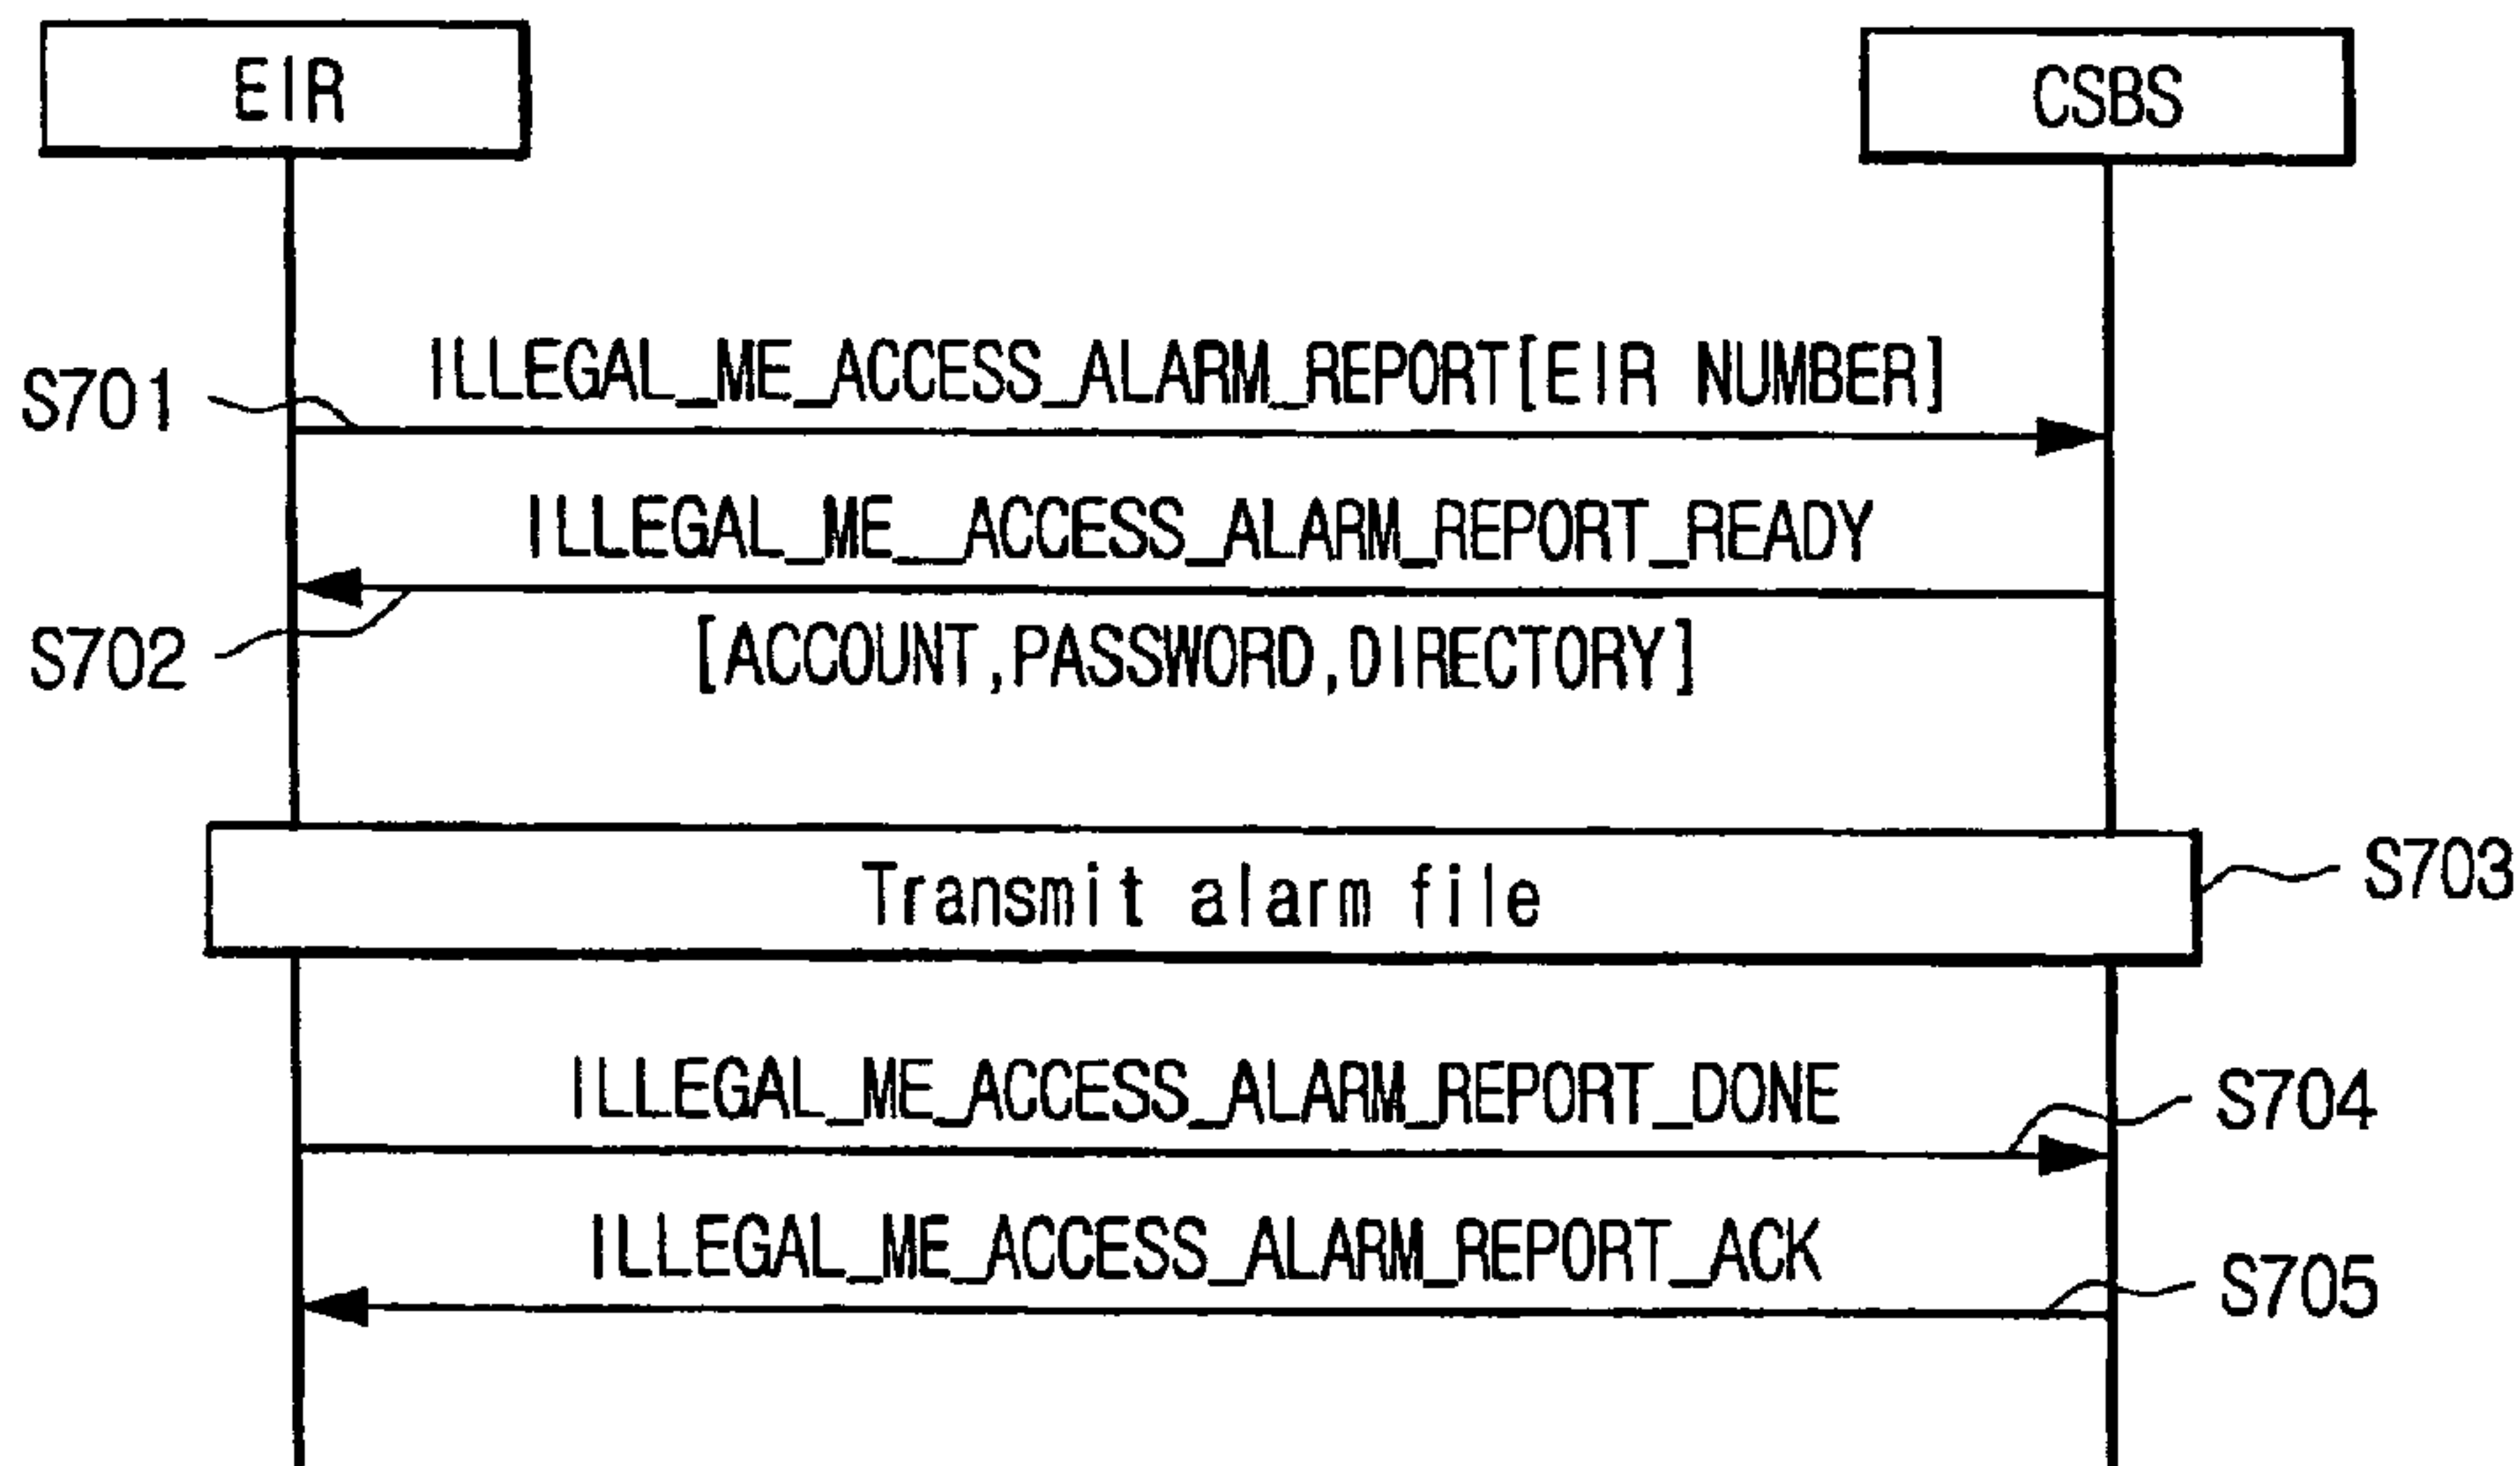 EIR
CSBS
S701
ILLEGAL_ME_ACCESS_ALARM_REPORT[EIR NUMBER]
ILLEGAL_ME__ACCESS_ALARM_REPORT_READY
S702
[ACCOUNT,PASSWORD,DIRECTORY]
Transmit alarm file
S703
ILLEGAL_ME_ACCESS_ALARM_REPORT_DONE
S704
ILLEGAL_ME_ACCESS_ALARM_REPORT_ACK
S705